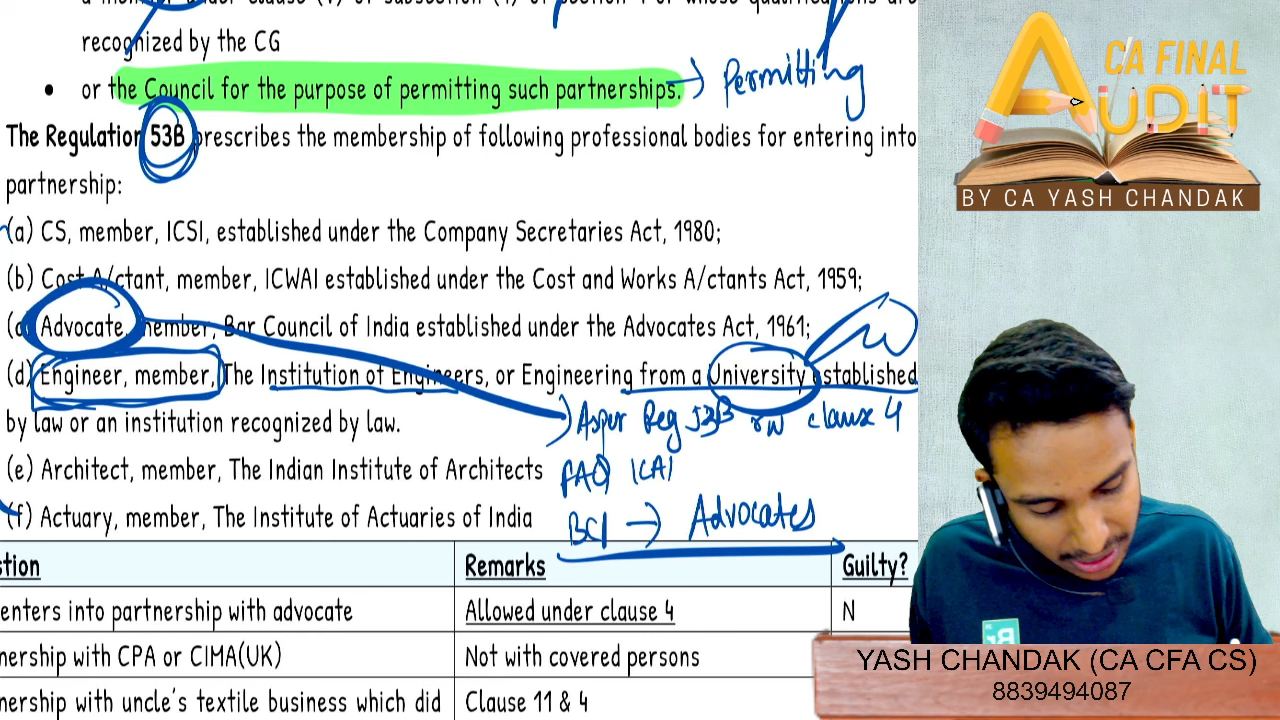 recognized by the CG
• or the Council for the purpose of permitting such partnerships. → Permitting
The Regulation 53B prescribes the membership of following professional bodies for entering into
partnership:
(a) CS, member, ICSI, established under the Company Secretaries Act, 1980;
(b) Cost A/ctant, member, ICWAI established under the Cost and Works A/ctants Act, 1959;
Advocate, member, Bar Council of India established under the Advocates Act, 1961;
(d) Engineer, member, The Institution of Engineers, or Engineering from a University established
by law or an institution recognized by law.
As per Reg 53B r/w clause 4
(e) Architect, member, The Indian Institute of Architects
FAQ ICAI
(f) Actuary, member, The Institute of Actuaries of India
BCI → Advocates
stion Remarks Guilty?
enters into partnership with advocate Allowed under clause 4 N
nership with CPA or CIMA(UK) Not with covered persons
nership with uncle's textile business which did Clause 11 & 4
CA FINAL
AUDIT
BY CA YASH CHANDAK
YASH CHANDAK (CA CFA CS)
8839494087